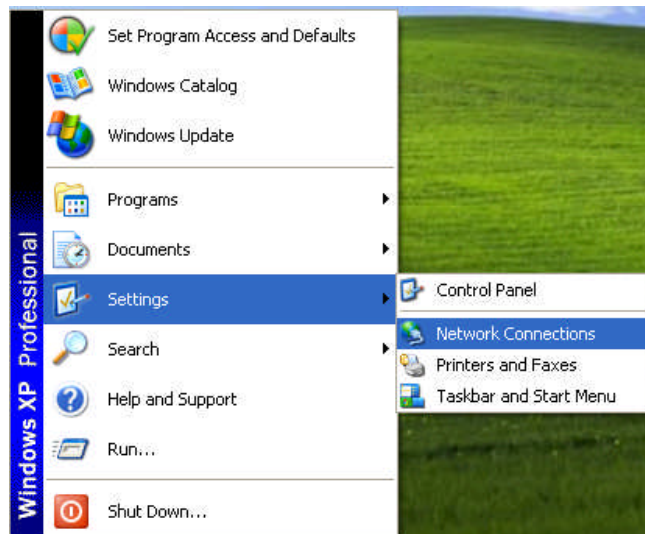 Set Program Access and Defaults
Windows Catalog
Windows Update
Programs
Documents
Settings
Search
Help and Support
Run...
Shut Down...
Control Panel
Network Connections
Printers and Faxes
Taskbar and Start Menu
Windows XP Professional